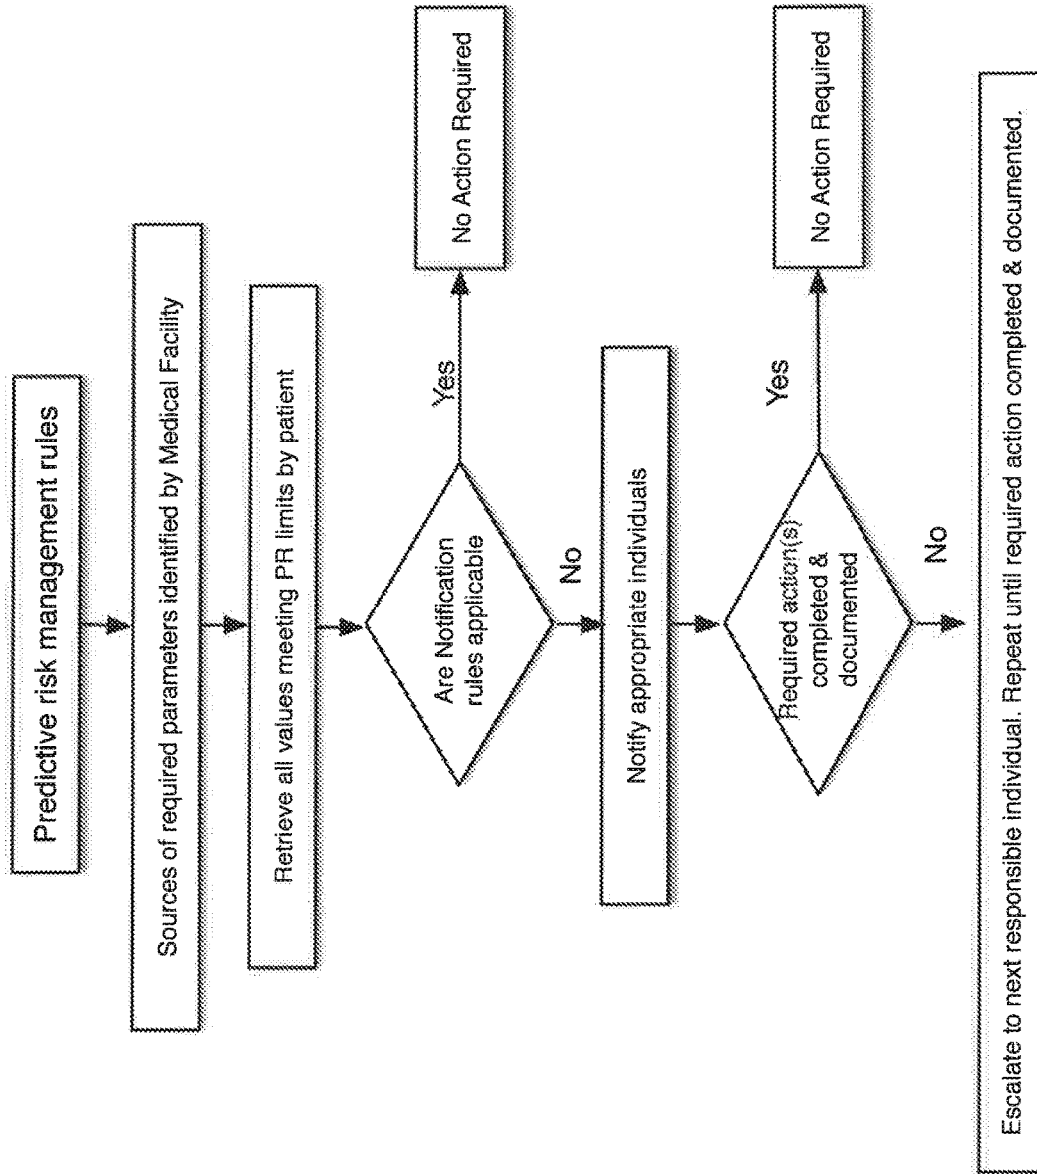 Predictive risk management rules
Sources of required parameters identified by Medical Facility
Retrieve all values meeting PR limits by patient
Are Notification
rules applicable
Yes
No Action Required
No
Notify appropriate individuals
Required action(s)
completed &
documented
Yes
No Action Required
No
Escalate to next responsible individual. Repeat until required action completed & documented.